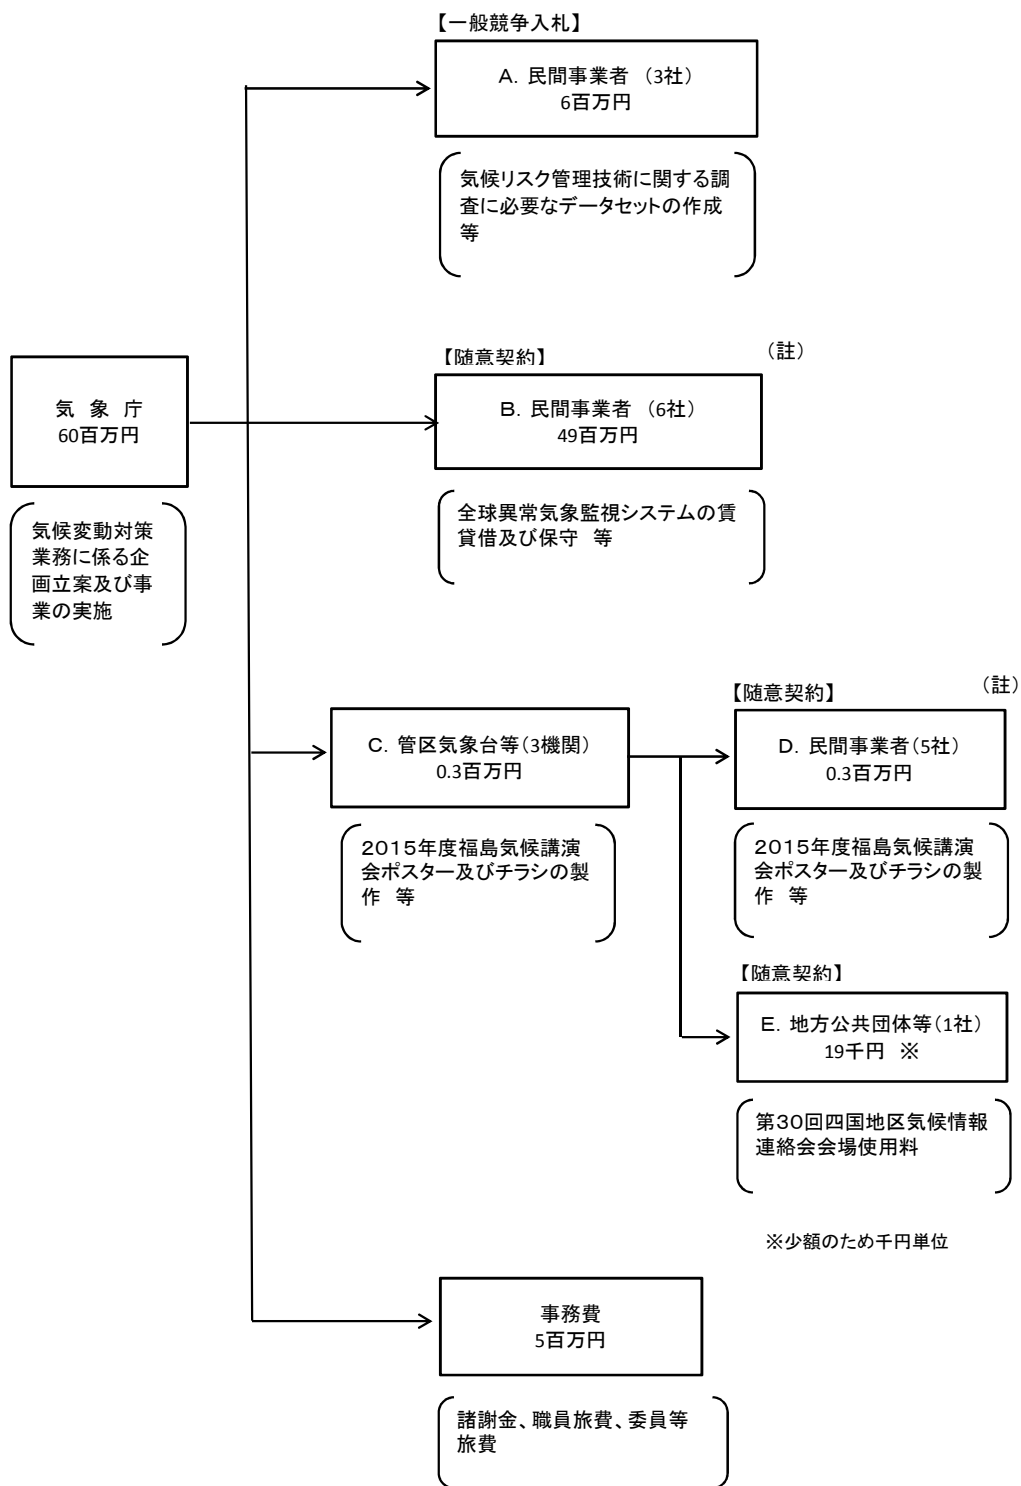 【一般競争入札】
A. 民間事業者 （3社）
6百万円
気候リスク管理技術に関する調
査に必要なデータセットの作成
等
気 象 庁
60百万円
気候変動対策
業務に係る企
画立案及び事
業の実施
【随意契約】
（註）
B. 民間事業者 （6社）
49百万円
全球異常気象監視システムの賃
貸借及び保守 等
C. 管区気象台等（3機関）
0.3百万円
2015年度福島気候講演
会ポスター及びチラシの製
作 等
【随意契約】
（註）
D. 民間事業者（5社）
0.3百万円
2015年度福島気候講演
会ポスター及びチラシの製
作 等
【随意契約】
E. 地方公共団体等（1社）
19千円 ※
第30回四国地区気候情報
連絡会会場使用料
※少額のため千円単位
事務費
5百万円
諸謝金、職員旅費、委員等
旅費